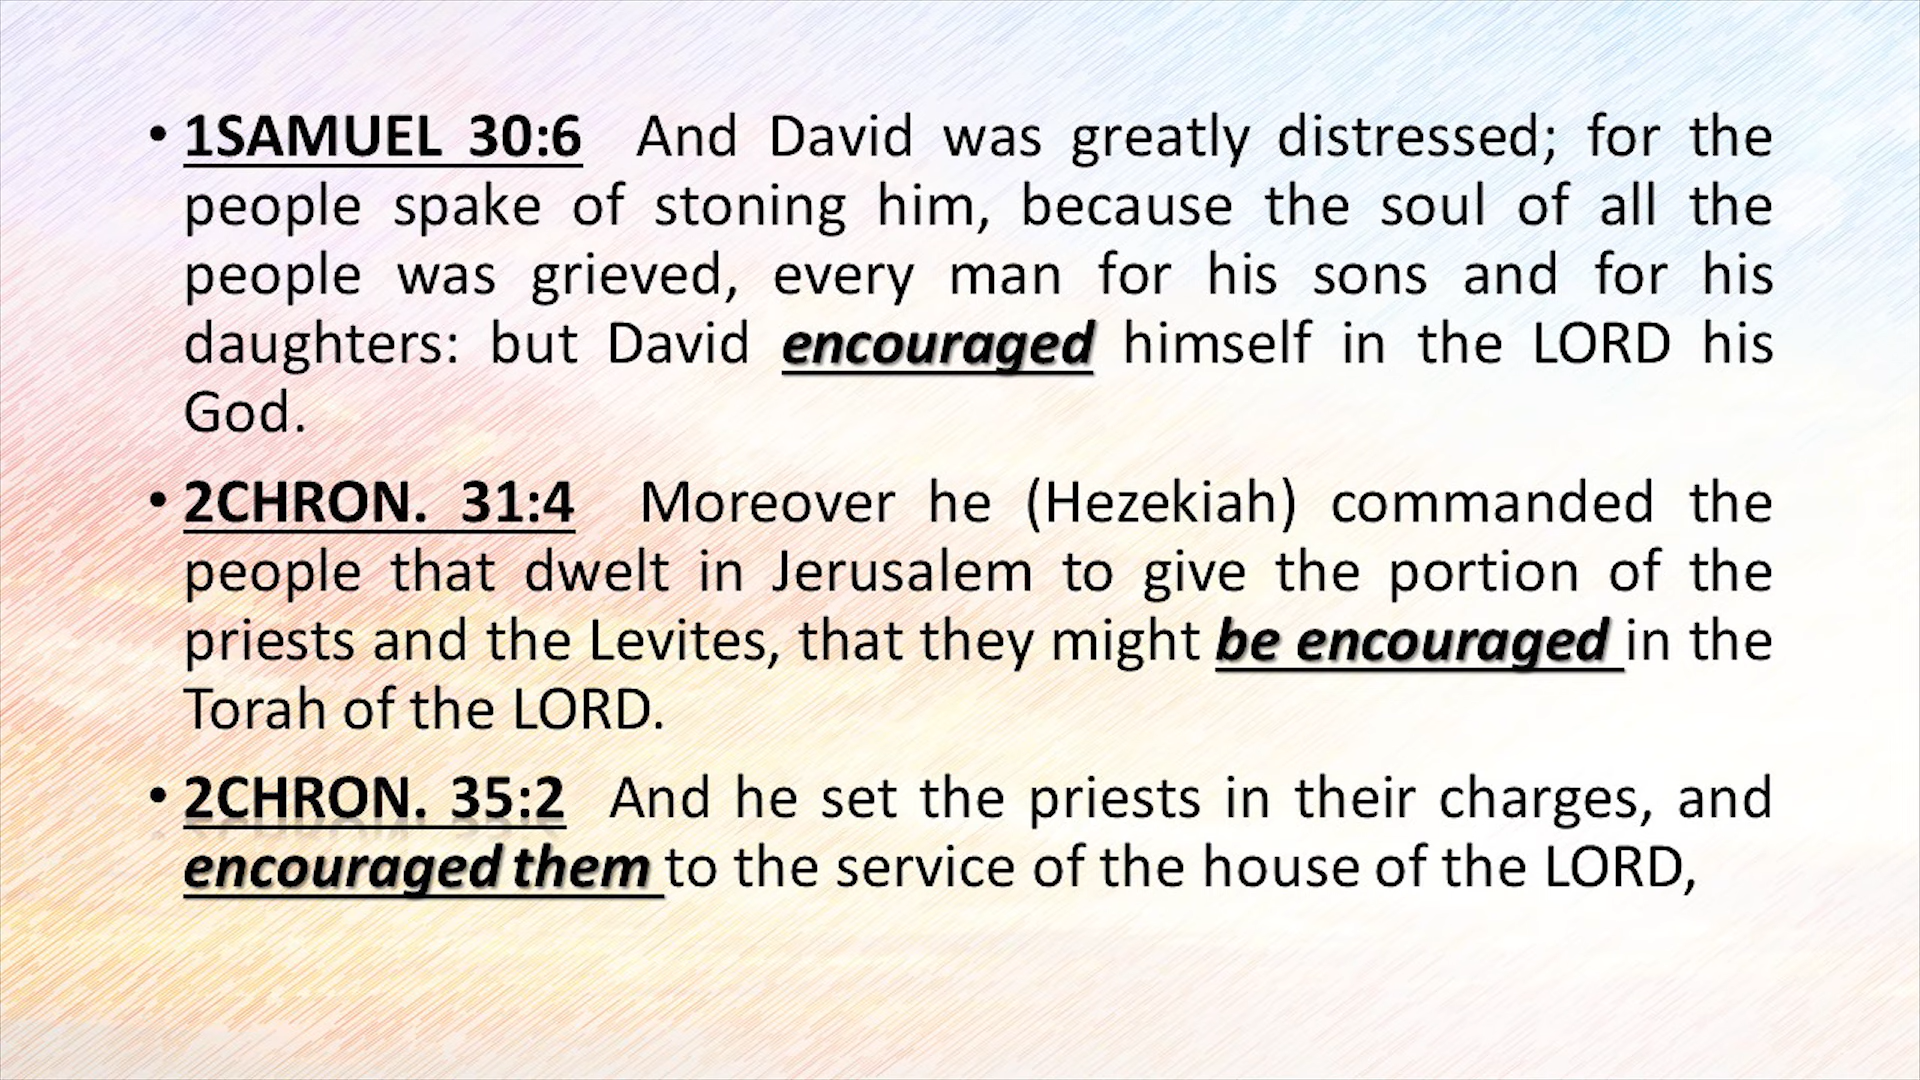 • 1SAMUEL 30:6 And David was greatly distressed; for the
people spake of stoning him, because the soul of all the
people was grieved, every man for his sons and for his
daughters: but David encouraged himself in the LORD his
God.
• 2CHRON. 31:4 Moreover he (Hezekiah) commanded the
people that dwelt in Jerusalem to give the portion of the
priests and the Levites, that they might be encouraged in the
Torah of the LORD.
• 2CHRON. 35:2 And he set the priests in their charges, and
encouraged them to the service of the house of the LORD,